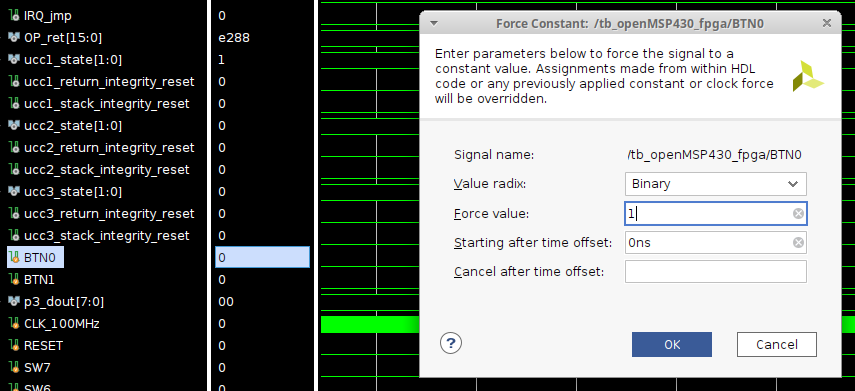 IRQ_jmp 0
OP_ret[15:0] e288
ucc1_state[1:0] 1
ucc1_return_integrity_reset 0
ucc1_stack_integrity_reset 0
ucc2_state[1:0] 0
ucc2_return_integrity_reset 0
ucc2_stack_integrity_reset 0
ucc3_state[1:0] 0
ucc3_return_integrity_reset 0
ucc3_stack_integrity_reset 0
BTN0 0
BTN1 0
p3_dout[7:0] 00
CLK_100MHz 0
RESET 0
SW7 0
SW6 0
Force Constant: /tb_openMSP430_fpga/BTN0
Enter parameters below to force the signal to a
constant value. Assignments made from within HDL
code or any previously applied constant or clock force
will be overridden.
Signal name: /tb_openMSP430_fpga/BTN0
Value radix: Binary
Force value: 1
Starting after time offset: 0ns
Cancel after time offset:
? OK Cancel